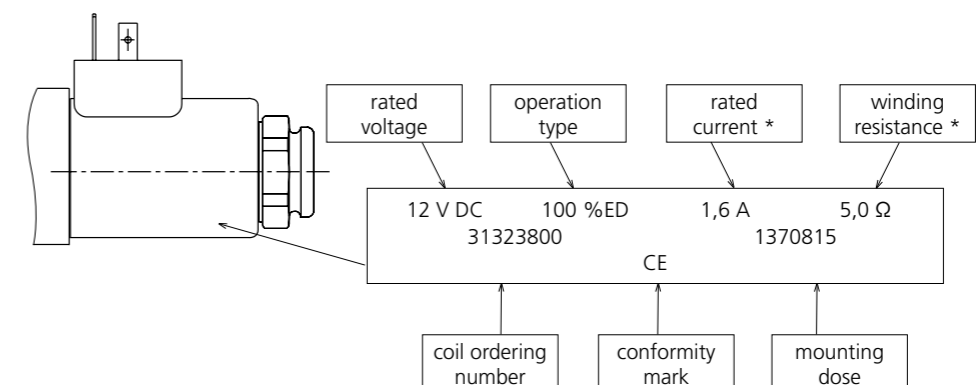 rated
voltage
operation
type
rated
current *
winding
resistance *
12 V DC 100 %ED 1,6 A 5,0 Ω
31323800 1370815
CE
coil ordering
number
conformity
mark
mounting
dose